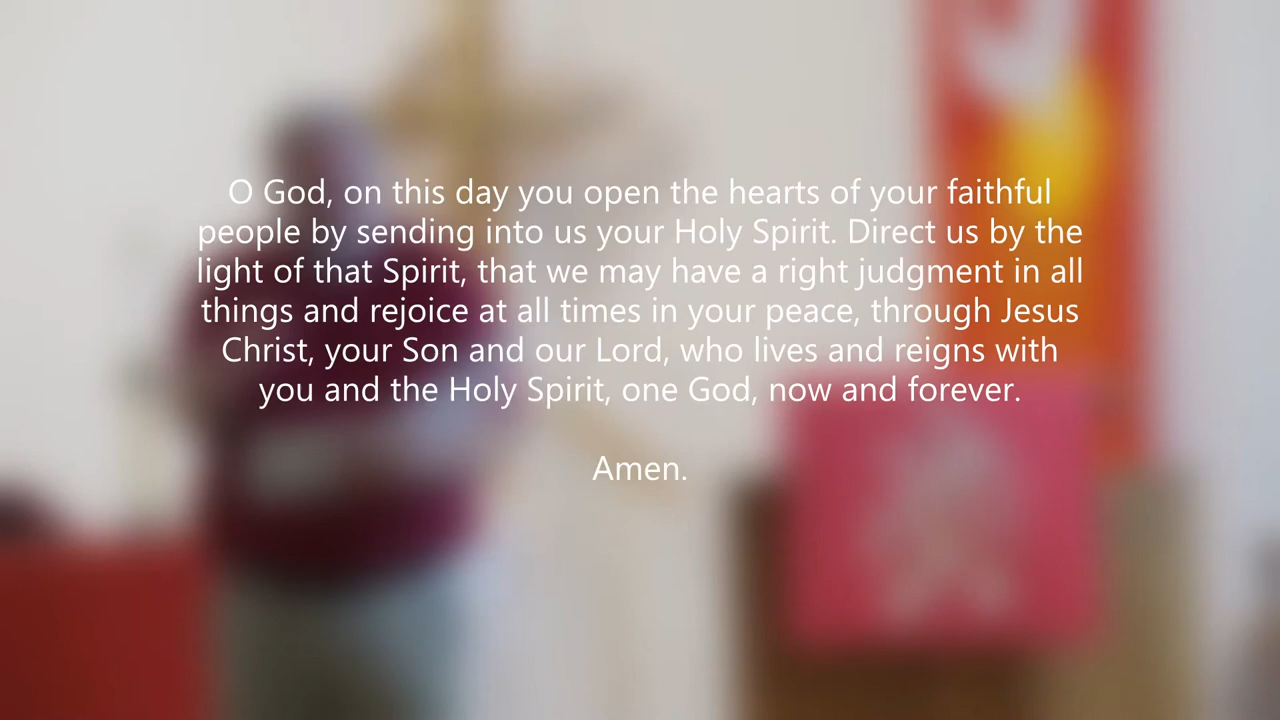 O God, on this day you open the hearts of your faithful
people by sending into us your Holy Spirit. Direct us by the
light of that Spirit, that we may have a right judgment in all
things and rejoice at all times in your peace, through Jesus
Christ, your Son and our Lord, who lives and reigns with
you and the Holy Spirit, one God, now and forever.
Amen.